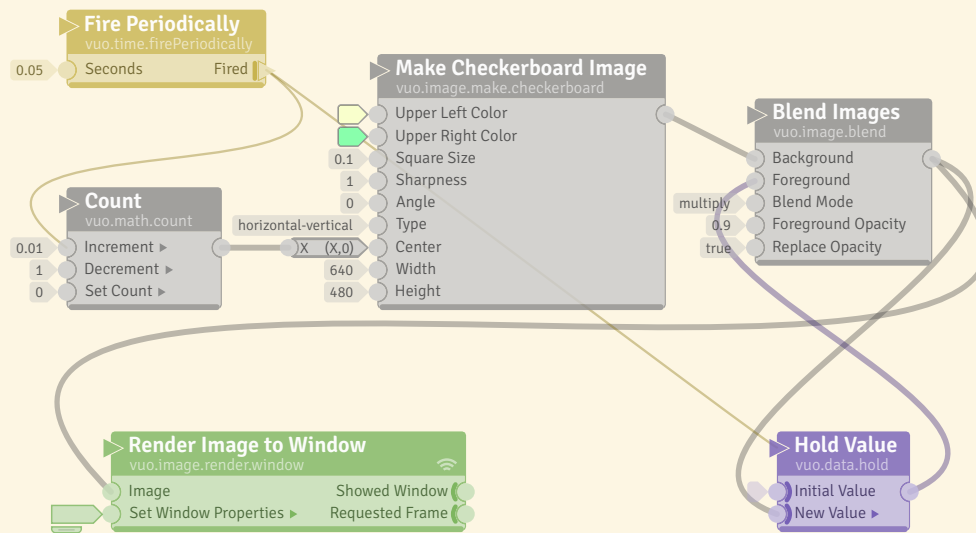 Fire Periodically
vuo.time.firePeriodically
0.05 Seconds Fired
Make Checkerboard Image
vuo.image.make.checkerboard
Upper Left Color
Upper Right Color
0.1 Square Size
1 Sharpness
0 Angle
horizontal-vertical Type
X (X,0) Center
640 Width
480 Height
Blend Images
vuo.image.blend
Background
Foreground
multiply Blend Mode
0.9 Foreground Opacity
true Replace Opacity
Count
vuo.math.count
0.01 Increment
1 Decrement
0 Set Count
Render Image to Window
vuo.image.render.window
Image Showed Window
Set Window Properties Requested Frame
Hold Value
vuo.data.hold
Initial Value
New Value